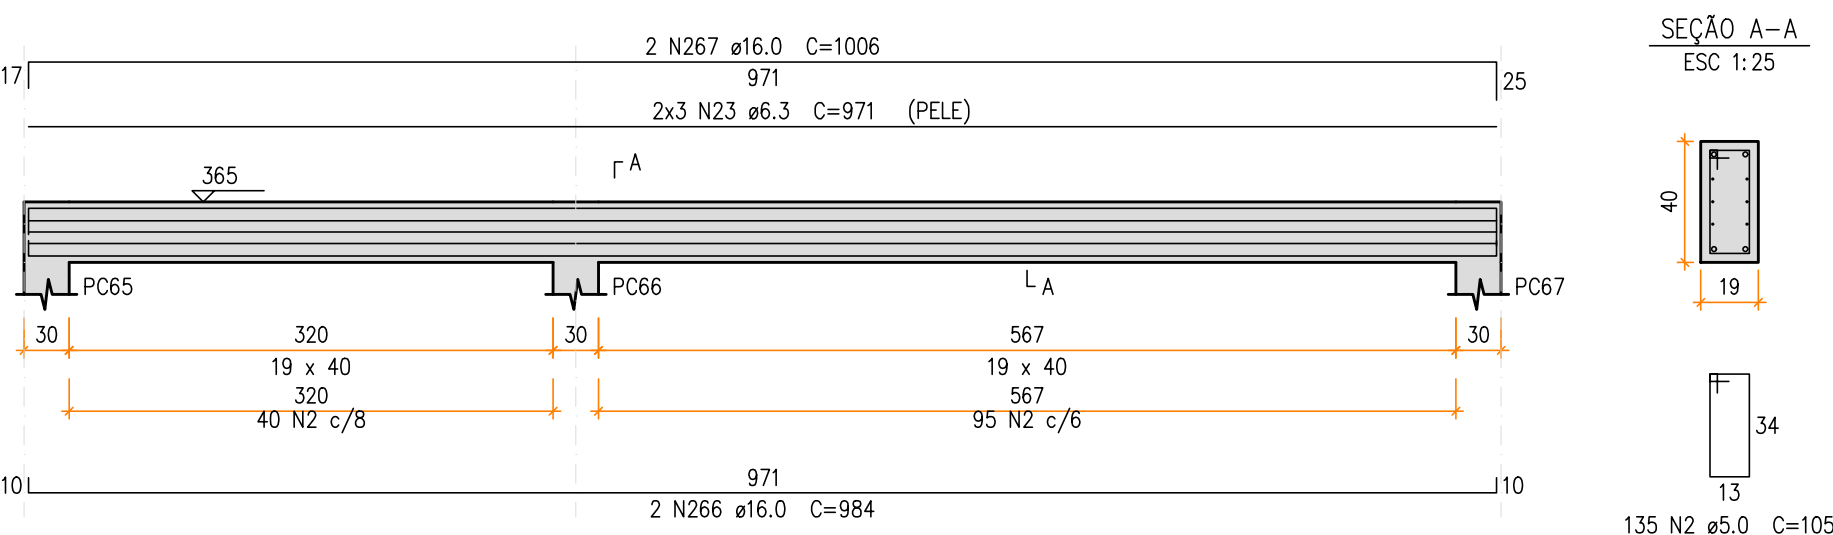 2 N267 ø16.0 C=1006
17
971
25
2x3 N23 ø6.3 C=971 (PELE)
A
365
PC65
PC66
A
PC67
30
320
30
567
30
19 x 40
19 x 40
320
567
40 N2 c/8
95 N2 c/6
10
971
10
2 N266 ø16.0 C=984
SEÇÃO A-A
ESC 1:25
40
19
34
13
135 N2 ø5.0 C=105